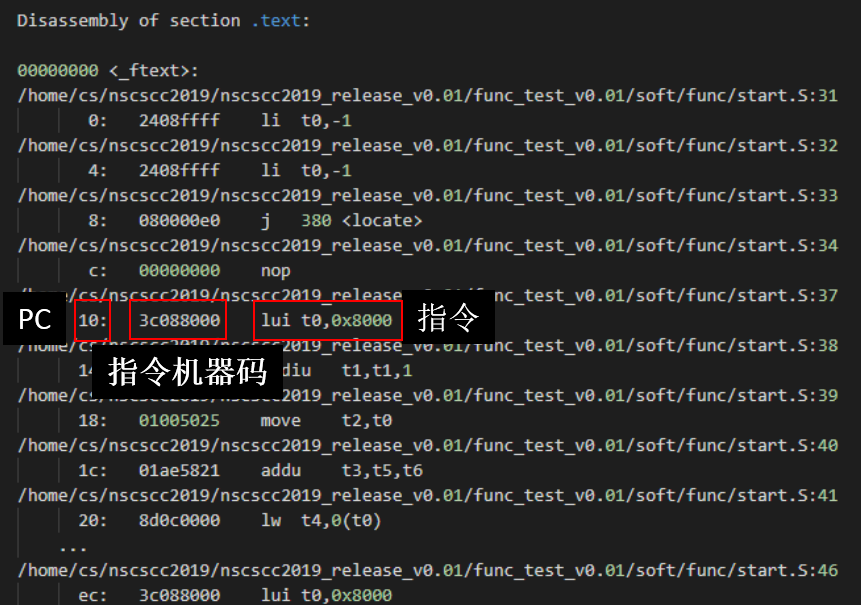 Disassembly of section .text:
00000000 <_ftext>:
/home/cs/nscscc2019/nscscc2019_release_v0.01/func_test_v0.01/soft/func/start.S:31
0: 2408ffff li t0,-1
/home/cs/nscscc2019/nscscc2019_release_v0.01/func_test_v0.01/soft/func/start.S:32
4: 2408ffff li t0,-1
/home/cs/nscscc2019/nscscc2019_release_v0.01/func_test_v0.01/soft/func/start.S:33
8: 080000e0 j 380 <locate>
/home/cs/nscscc2019/nscscc2019_release_v0.01/func_test_v0.01/soft/func/start.S:34
c: 00000000 nop
/home/cs/nscscc2019/nscscc2019_release_v0.01/func_test_v0.01/soft/func/start.S:37
PC 10: 3c088000 lui t0,0x8000 指令
/home/cs/nscscc2019/nscscc2019_release_v0.01/func_test_v0.01/soft/func/start.S:38
指令机器码
diu t1,t1,1
/home/cs/nscscc2019/nscscc2019_release_v0.01/func_test_v0.01/soft/func/start.S:39
18: 01005025 move t2,t0
/home/cs/nscscc2019/nscscc2019_release_v0.01/func_test_v0.01/soft/func/start.S:40
1c: 01ae5821 addu t3,t5,t6
/home/cs/nscscc2019/nscscc2019_release_v0.01/func_test_v0.01/soft/func/start.S:41
20: 8d0c0000 lw t4,0(t0)
...
/home/cs/nscscc2019/nscscc2019_release_v0.01/func_test_v0.01/soft/func/start.S:46
ec: 3c088000 lui t0,0x8000